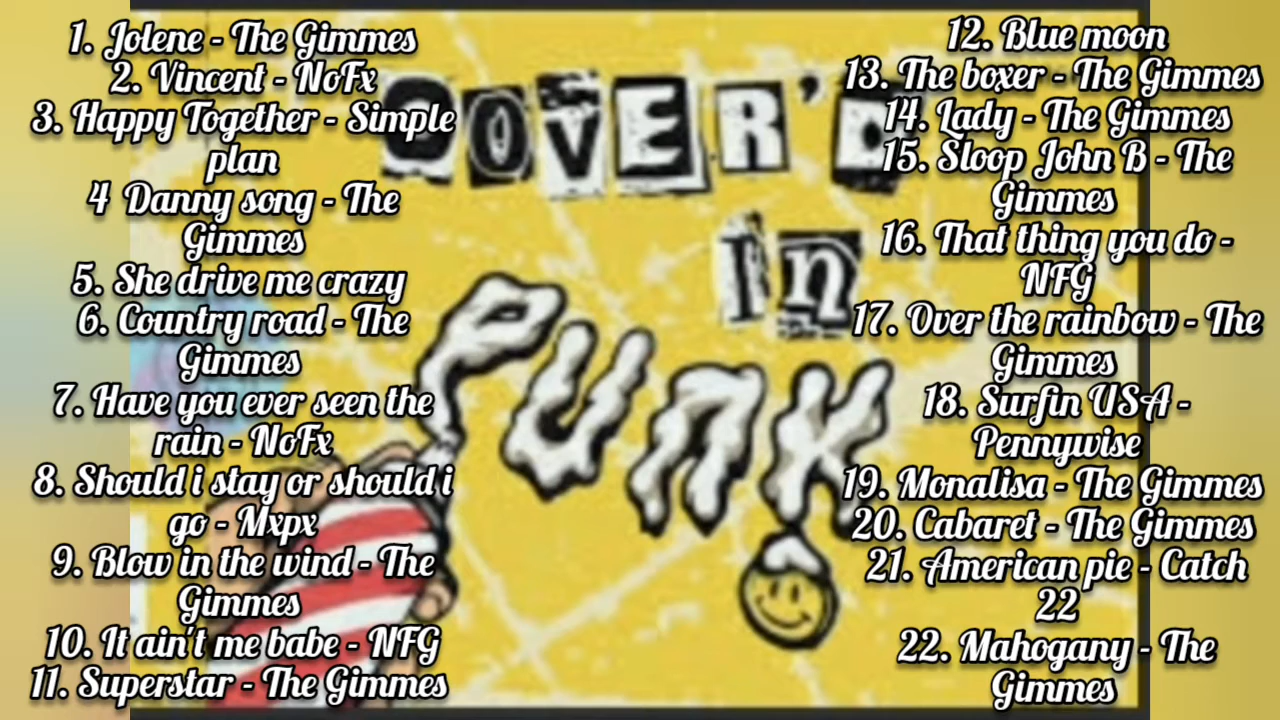 1. Jolene - The Gimmes
2. Vincent - NoFx
3. Happy Together - Simple
plan
4 Danny song - The
Gimmes
5. She drive me crazy
6. Country road - The
Gimmes
7. Have you ever seen the
rain - NoFx
8. Should i stay or should i
go - Mxpx
9. Blow in the wind - The
Gimmes
10. It ain't me babe - NFG
11. Superstar - The Gimmes
COVER'D
In
PUnK
12. Blue moon
13. The boxer - The Gimmes
14. Lady - The Gimmes
15. Sloop John B - The
Gimmes
16. That thing you do -
NFG
17. Over the rainbow - The
Gimmes
18. Surfin USA -
Pennywise
19. Monalisa - The Gimmes
20. Cabaret - The Gimmes
21. American pie - Catch
22
22. Mahogany - The
Gimmes